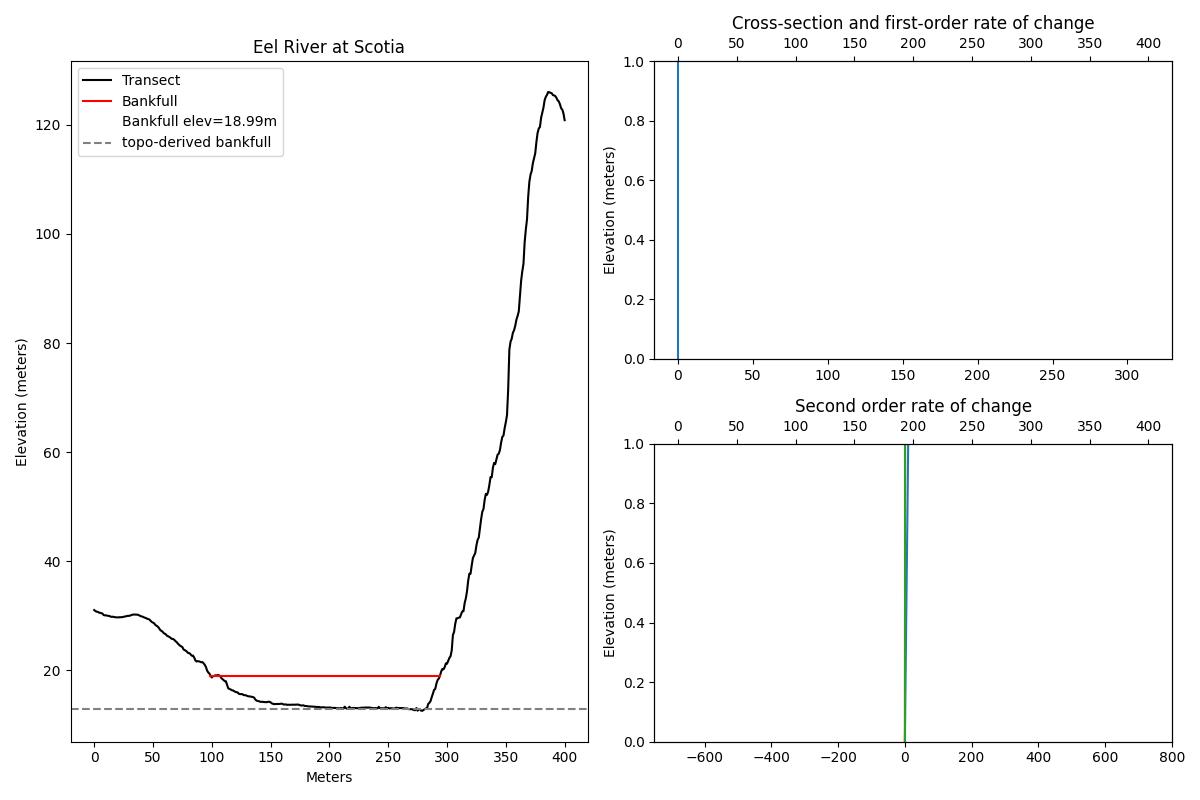 Eel River at Scotia
Transect
Bankfull
Bankfull elev=18.99m
topo-derived bankfull
120
100
80
60
40
20
Elevation (meters)
0 50 100 150 200 250 300 350 400
Meters
Cross-section and first-order rate of change
0 50 100 150 200 250 300 350 400
1.0
0.8
0.6
0.4
0.2
0.0
Elevation (meters)
0 50 100 150 200 250 300
Second order rate of change
0 50 100 150 200 250 300 350 400
1.0
0.8
0.6
0.4
0.2
0.0
Elevation (meters)
−600 −400 −200 0 200 400 600 800